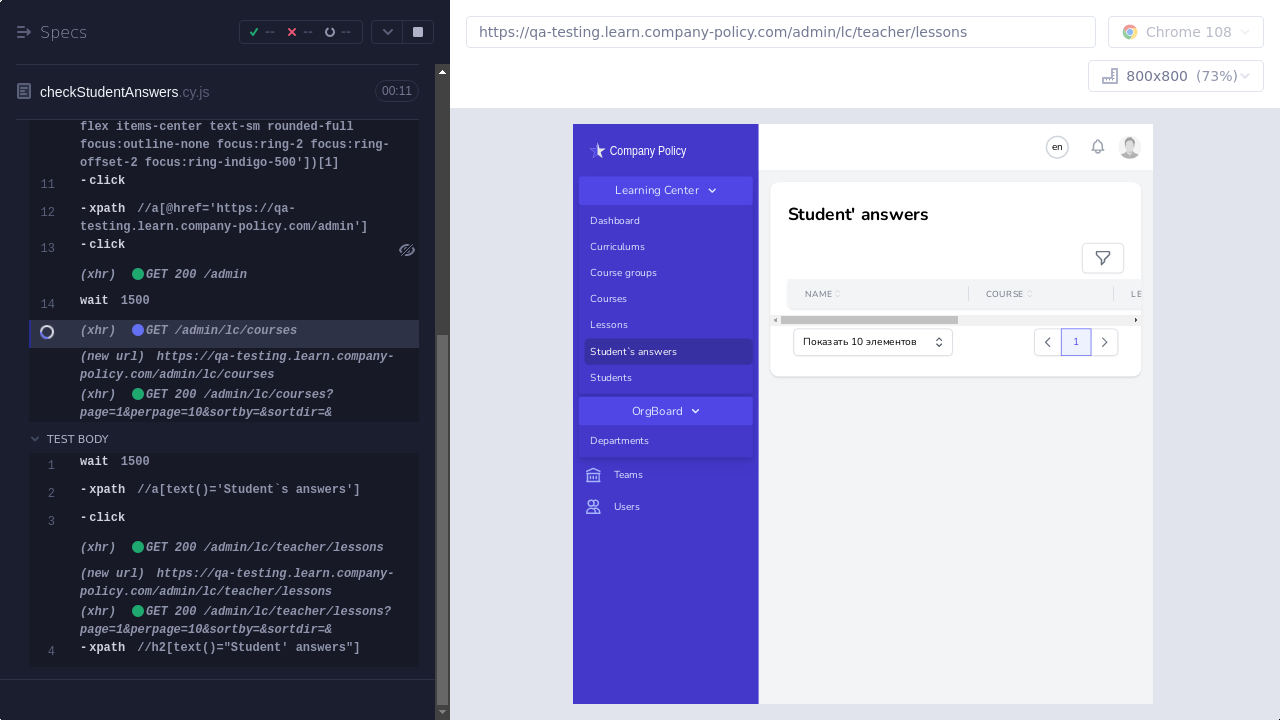 Specs
-- -- --
https://qa-testing.learn.company-policy.com/admin/lc/teacher/lessons
Chrome 108
800x800 (73%)
checkStudentAnswers.cy.js
00:11
flex items-center text-sm rounded-full
focus:outline-none focus:ring-2 focus:ring-
offset-2 focus:ring-indigo-500'])[1]
11 -click
12 -xpath //a[@href='https://qa-
testing.learn.company-policy.com/admin']
13 -click
(xhr) GET 200 /admin
14 wait 1500
(xhr) GET /admin/lc/courses
(new url) https://qa-testing.learn.company-
policy.com/admin/lc/courses
(xhr) GET 200 /admin/lc/courses?
page=1&perpage=10&sortby=&sortdir=&
TEST BODY
1 wait 1500
2 -xpath //a[text()='Student`s answers']
3 -click
(xhr) GET 200 /admin/lc/teacher/lessons
(new url) https://qa-testing.learn.company-
policy.com/admin/lc/teacher/lessons
(xhr) GET 200 /admin/lc/teacher/lessons?
page=1&perpage=10&sortby=&sortdir=&
4 -xpath //h2[text()="Student' answers"]
Company Policy
Learning Center
Dashboard
Curriculums
Course groups
Courses
Lessons
Student`s answers
Students
OrgBoard
Departments
Teams
Users
en
Student' answers
NAME COURSE LE
Показать 10 элементов
1